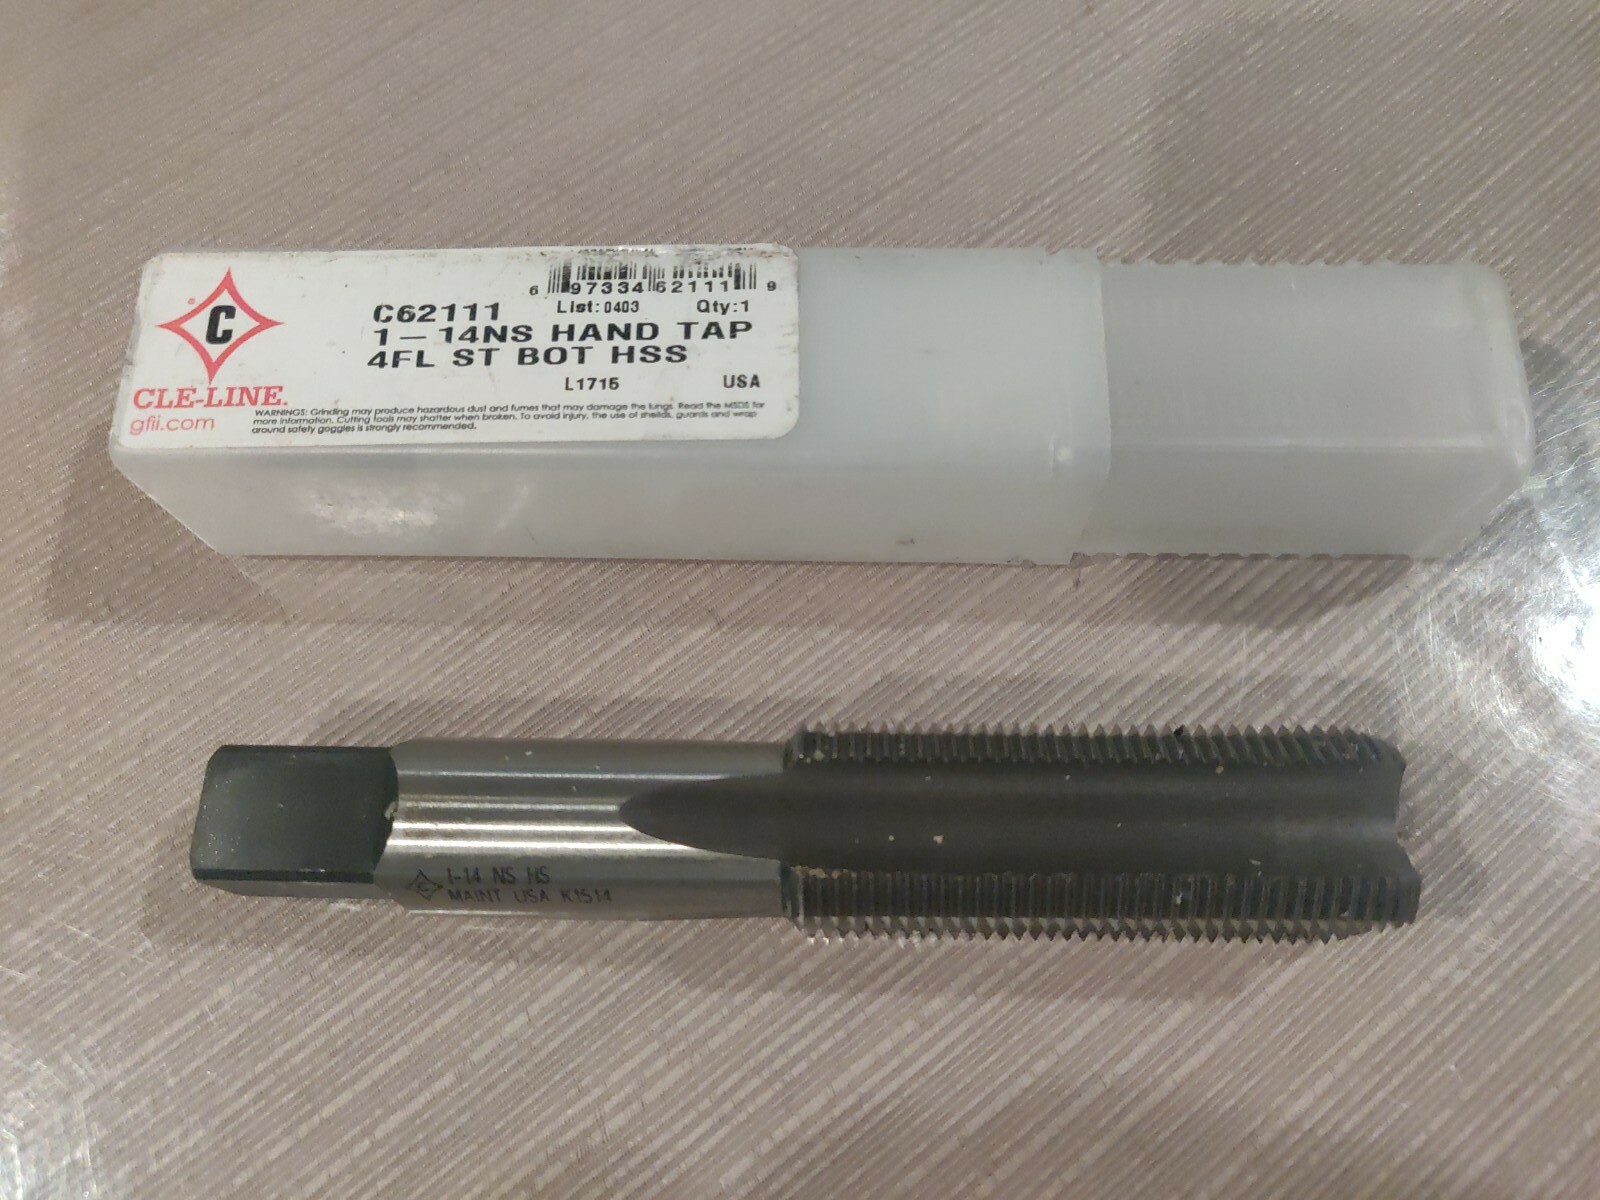 6 97334 62111 9
C62111 List:0403 Qty:1
1-14NS HAND TAP
4FL ST BOT HSS
L1715 USA
C
CLE-LINE.
gfii.com
WARNINGS: Grinding may produce hazardous dust and fumes that may damage the lungs. Read the MSDS for
more information. Cutting tools may shatter when broken. To avoid injury, the use of sheilds, guards and wrap
around safety goggles is strongly recommended.
C 1-14 NS HS
MAINT USA K1514